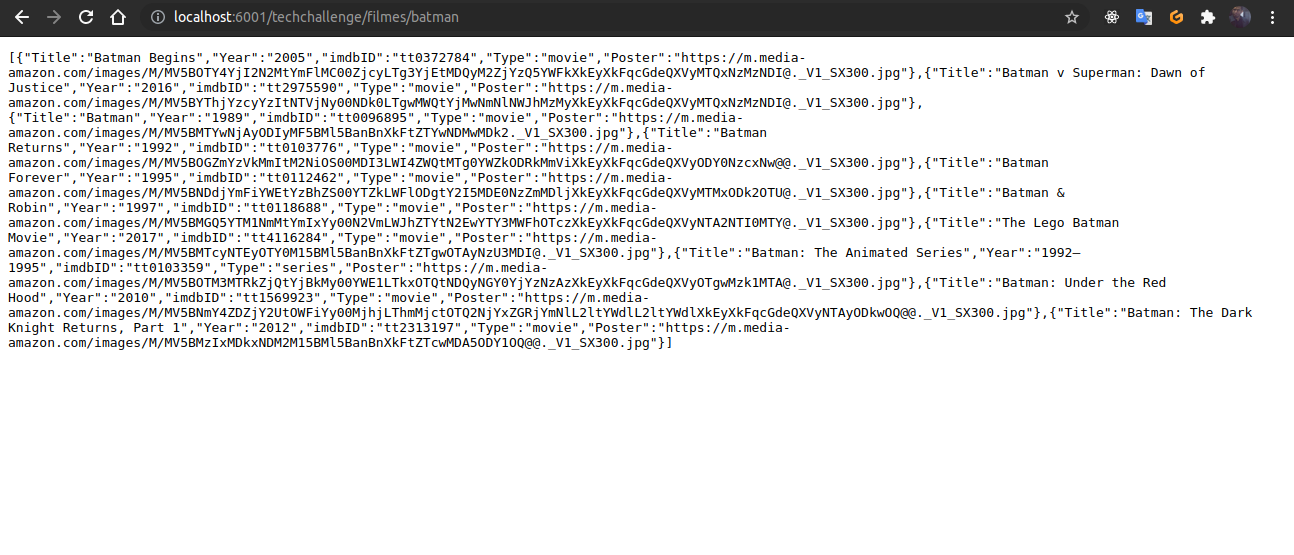 localhost:6001/techchallenge/filmes/batman
[{"Title":"Batman Begins","Year":"2005","imdbID":"tt0372784","Type":"movie","Poster":"https://m.media-
amazon.com/images/M/MV5BOTY4YjI2N2MtYmFlMC00ZjcyLTg3YjEtMDQyM2ZjYzQ5YWFkXkEyXkFqcGdeQXVyMTQxNzMzNDI@._V1_SX300.jpg"},{"Title":"Batman v Superman: Dawn of
Justice","Year":"2016","imdbID":"tt2975590","Type":"movie","Poster":"https://m.media-
amazon.com/images/M/MV5BYThjYzcyYzItNTVjNy00NDk0LTgwMWQtYjMwNmNlNWJhMzMyXkEyXkFqcGdeQXVyMTQxNzMzNDI@._V1_SX300.jpg"},
{"Title":"Batman","Year":"1989","imdbID":"tt0096895","Type":"movie","Poster":"https://m.media-
amazon.com/images/M/MV5BMTYwNjAyODIyMF5BMl5BanBnXkFtZTYwNDMwMDk2._V1_SX300.jpg"},{"Title":"Batman
Returns","Year":"1992","imdbID":"tt0103776","Type":"movie","Poster":"https://m.media-
amazon.com/images/M/MV5BOGZmYzVkMmItM2NiOS00MDI3LWI4ZWQtMTg0YWZkODRkMmViXkEyXkFqcGdeQXVyODY0NzcxNw@@._V1_SX300.jpg"},{"Title":"Batman
Forever","Year":"1995","imdbID":"tt0112462","Type":"movie","Poster":"https://m.media-
amazon.com/images/M/MV5BNDdjYmFiYWEtYzBhZS00YTZkLWFlODgtY2I5MDE0NzZmMDljXkEyXkFqcGdeQXVyMTMxODk2OTU@._V1_SX300.jpg"},{"Title":"Batman &
Robin","Year":"1997","imdbID":"tt0118688","Type":"movie","Poster":"https://m.media-
amazon.com/images/M/MV5BMGQ5YTM1NmMtYmIxYy00N2VmLWJhZTYtN2EwYTY3MWFhOTczXkEyXkFqcGdeQXVyNTA2NTI0MTY@._V1_SX300.jpg"},{"Title":"The Lego Batman
Movie","Year":"2017","imdbID":"tt4116284","Type":"movie","Poster":"https://m.media-
amazon.com/images/M/MV5BMTcyNTEyOTY0M15BMl5BanBnXkFtZTgwOTAyNzU3MDI@._V1_SX300.jpg"},{"Title":"Batman: The Animated Series","Year":"1992–
1995","imdbID":"tt0103359","Type":"series","Poster":"https://m.media-
amazon.com/images/M/MV5BOTM3MTRkZjQtYjBkMy00YWE1LTkxOTQtNDQyNGY0YjYzNzAzXkEyXkFqcGdeQXVyOTgwMzk1MTA@._V1_SX300.jpg"},{"Title":"Batman: Under the Red
Hood","Year":"2010","imdbID":"tt1569923","Type":"movie","Poster":"https://m.media-
amazon.com/images/M/MV5BNmY4ZDZjY2UtOWFiYy00MjhjLThmMjctOTQ2NjYxZGRjYmNlL2ltYWdlL2ltYWdlXkEyXkFqcGdeQXVyNTAyODkwOQ@@._V1_SX300.jpg"},{"Title":"Batman: The Dark
Knight Returns, Part 1","Year":"2012","imdbID":"tt2313197","Type":"movie","Poster":"https://m.media-
amazon.com/images/M/MV5BMzIxMDkxNDM2M15BMl5BanBnXkFtZTcwMDA5ODY1OQ@@._V1_SX300.jpg"}]